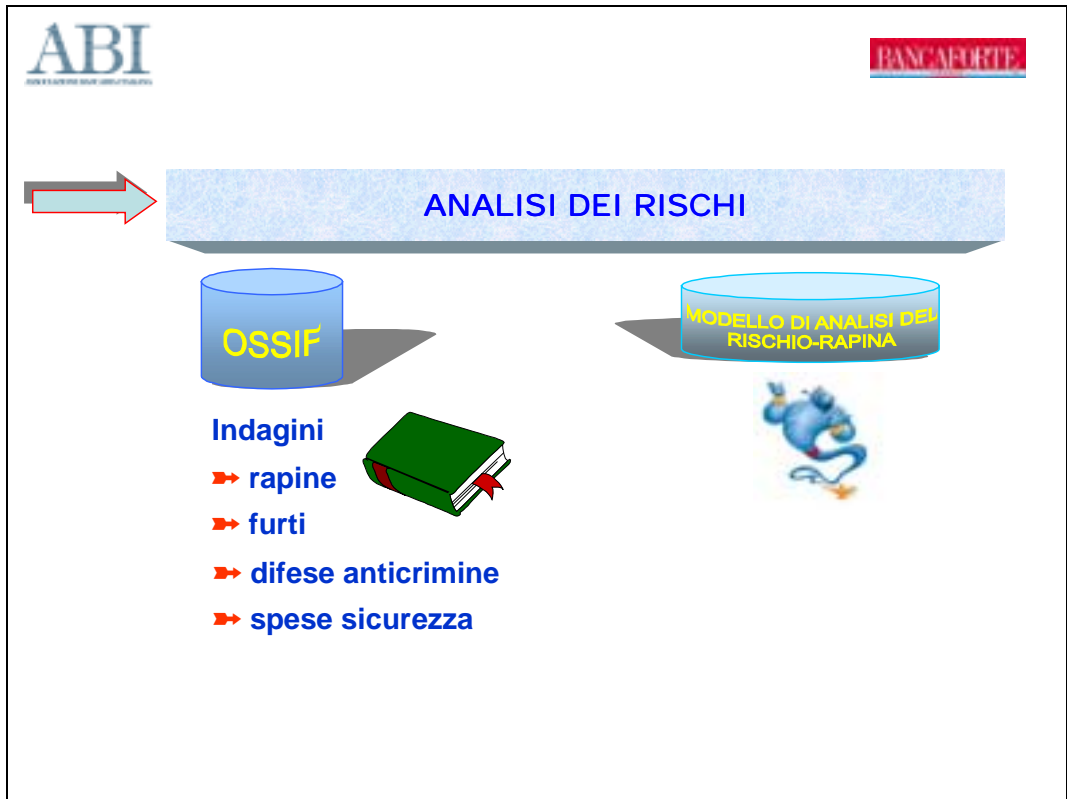 ABI
BANCAFORTE
ANALISI DEI RISCHI
OSSIF
MODELLO DI ANALISI DEL
RISCHIO-RAPINA
Indagini
rapine
furti
difese anticrimine
spese sicurezza